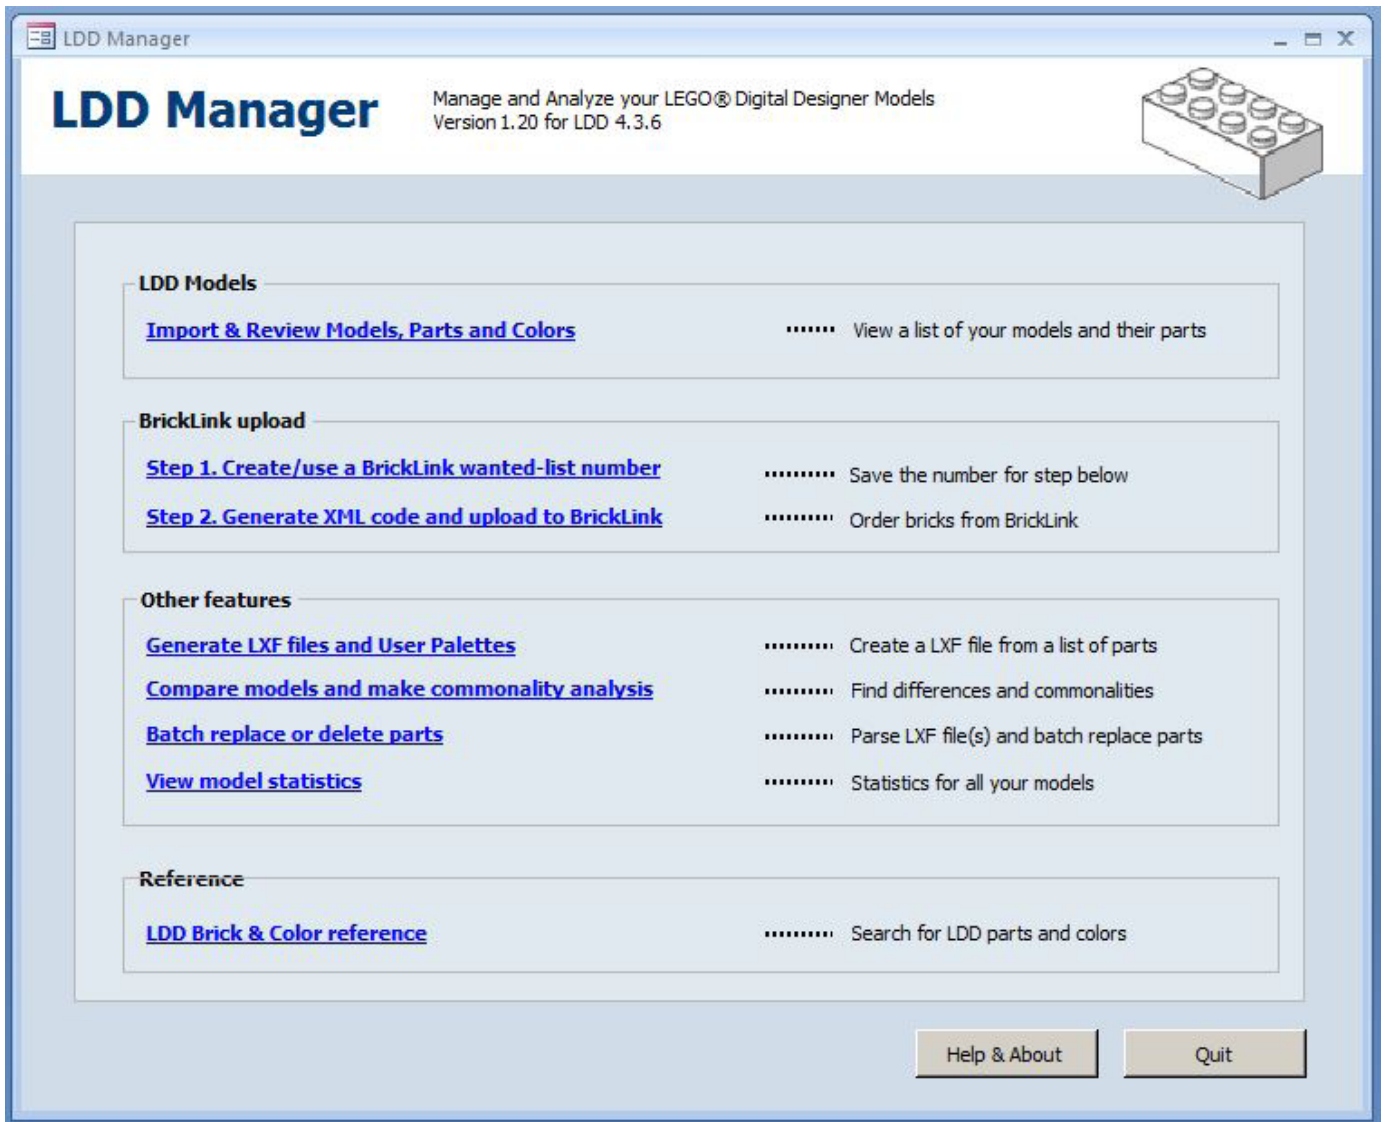 LDD Manager
LDD Manager
Manage and Analyze your LEGO® Digital Designer Models
Version 1.20 for LDD 4.3.6
LDD Models
Import & Review Models, Parts and Colors ....... View a list of your models and their parts
BrickLink upload
Step 1. Create/use a BrickLink wanted-list number .......... Save the number for step below
Step 2. Generate XML code and upload to BrickLink .......... Order bricks from BrickLink
Other features
Generate LXF files and User Palettes .......... Create a LXF file from a list of parts
Compare models and make commonality analysis .......... Find differences and commonalities
Batch replace or delete parts .......... Parse LXF file(s) and batch replace parts
View model statistics .......... Statistics for all your models
Reference
LDD Brick & Color reference .......... Search for LDD parts and colors
Help & About
Quit